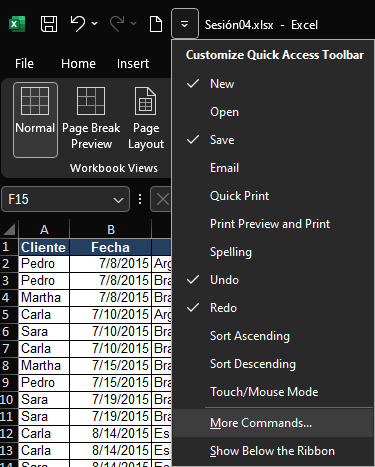 Sesión04.xlsx - Excel
Customize Quick Access Toolbar
New
Open
Save
Email
Quick Print
Print Preview and Print
Spelling
Undo
Redo
Sort Ascending
Sort Descending
Touch/Mouse Mode
More Commands...
Show Below the Ribbon
File Home Insert
Normal Page Break Preview Page Layout
Workbook Views
F15
A B
1 Cliente Fecha
2 Pedro 7/8/2015 Arg
3 Pedro 7/8/2015 Bra
4 Martha 7/8/2015 Bra
5 Carla 7/10/2015 Arg
6 Sara 7/10/2015 Bra
7 Carla 7/10/2015 Bra
8 Martha 7/15/2015 Bra
9 Pedro 7/15/2015 Bra
10 Sara 7/19/2015 Bra
11 Sara 7/19/2015 Bra
12 Carla 8/14/2015 Es
13 Carla 8/14/2015 Es
14 Sara 8/14/2015 Es